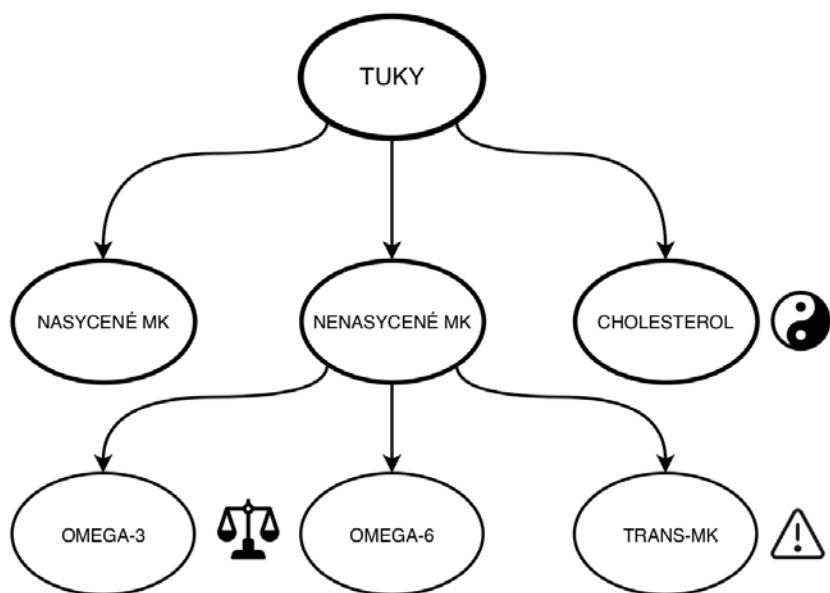 TUKY
NASYCENÉ MK
NENASYCENÉ MK
CHOLESTEROL
OMEGA-3
OMEGA-6
TRANS-MK